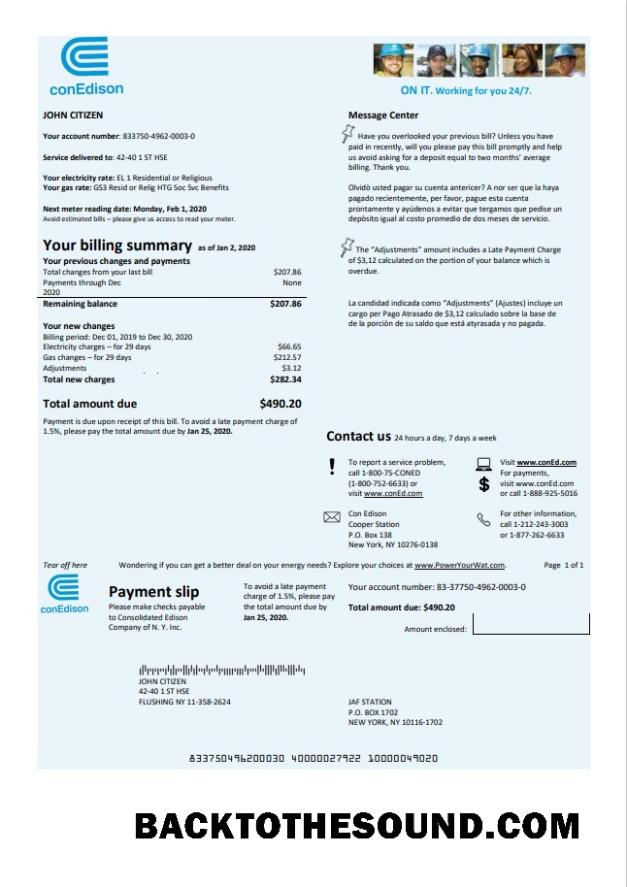 conEdison
ON IT. Working for you 24/7.
JOHN CITIZEN
Your account number: 833750-4962-0003-0
Service delivered to: 42-40 1 ST HSE
Your electricity rate: EL 1 Residential or Religious
Your gas rate: GS3 Resid or Relig HTG Soc Svc Benefits
Next meter reading date: Monday, Feb 1, 2020
Avoid estimated bills – please give us access to read your meter.
Your billing summary as of Jan 2, 2020
Your previous changes and payments
Total changes from your last bill $207.86
Payments through Dec None
2020
Remaining balance $207.86
Your new changes
Billing period: Dec 01, 2019 to Dec 30, 2020
Electricity charges – for 29 days $66.65
Gas changes – for 29 days $212.57
Adjustments $3.12
Total new charges $282.34
Total amount due $490.20
Payment is due upon receipt of this bill. To avoid a late payment charge of
1.5%, please pay the total amount due by Jan 25, 2020.
Message Center
Have you overlooked your previous bill? Unless you have
paid in recently, will you please pay this bill promptly and help
us avoid asking for a deposit equal to two months' average
billing. Thank you.
Olvidò usted pagar su cuenta antericer? A nor ser que la haya
pagado recientemente, per favor, pague esta cuenta
prontamente y ayúdenos a evitar que tergamos que pedise un
depòsito igual al costo promedio de dos meses de servicio.
The "Adjustments" amount includes a Late Payment Charge
of $3,12 calculated on the portion of your balance which is
overdue.
La candidad indicada como "Adjustments" (Ajustes) incluye un
cargo per Pago Atrasado de $3,12 calculado sobre la base de
de la porciòn de su saldo que está atyrasada y no pagada.
Contact us 24 hours a day, 7 days a week
To report a service problem,
call 1-800-75-CONED
(1-800-752-6633) or
visit www.conEd.com
Visit www.conEd.com
For payments,
visit www.conEd.com
or call 1-888-925-5016
Con Edison
Cooper Station
P.O. Box 138
New York, NY 10276-0138
For other information,
call 1-212-243-3003
or 1-877-262-6633
Tear off here Wondering if you can get a better deal on your energy needs? Explore your choices at www.PowerYourWat.com. Page 1 of 1
conEdison
Payment slip
Please make checks payable
to Consolidated Edison
Company of N. Y. Inc.
To avoid a late payment
charge of 1.5%, please pay
the total amount due by
Jan 25, 2020.
Your account number: 83-37750-4962-0003-0
Total amount due: $490.20
Amount enclosed:
JOHN CITIZEN
42-40 1 ST HSE
FLUSHING NY 11-358-2624
JAF STATION
P.O. BOX 1702
NEW YORK, NY 10116-1702
833750496200030 40000027922 10000049020
BACKTOTHESOUND.COM